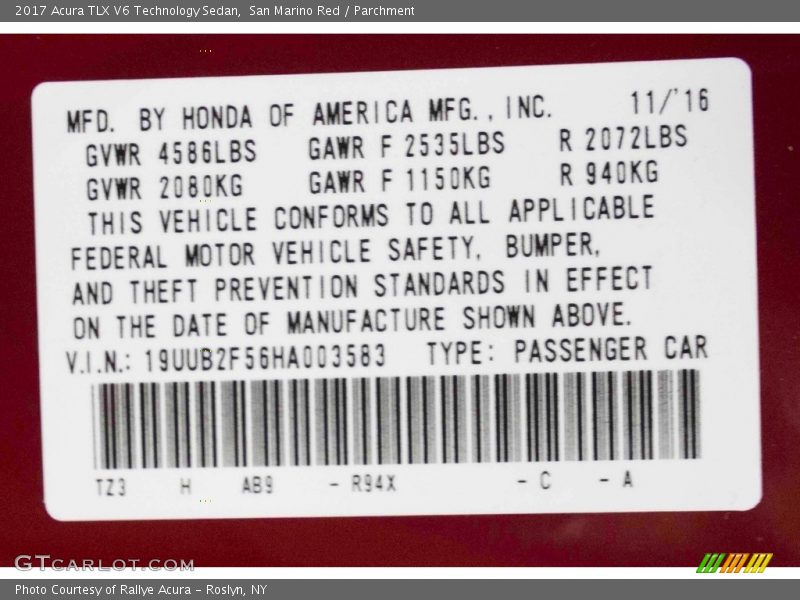 2017 Acura TLX V6 Technology Sedan, San Marino Red / Parchment
MFD. BY HONDA OF AMERICA MFG., INC. 11/'16
GVWR 4586LBS GAWR F 2535LBS R 2072LBS
GVWR 2080KG GAWR F 1150KG R 940KG
THIS VEHICLE CONFORMS TO ALL APPLICABLE
FEDERAL MOTOR VEHICLE SAFETY, BUMPER,
AND THEFT PREVENTION STANDARDS IN EFFECT
ON THE DATE OF MANUFACTURE SHOWN ABOVE.
V.I.N.: 19UUB2F56HA003583 TYPE: PASSENGER CAR
TZ3 H AB9 - R94X - C - A
GTCARLOT.COM
Photo Courtesy of Rallye Acura - Roslyn, NY